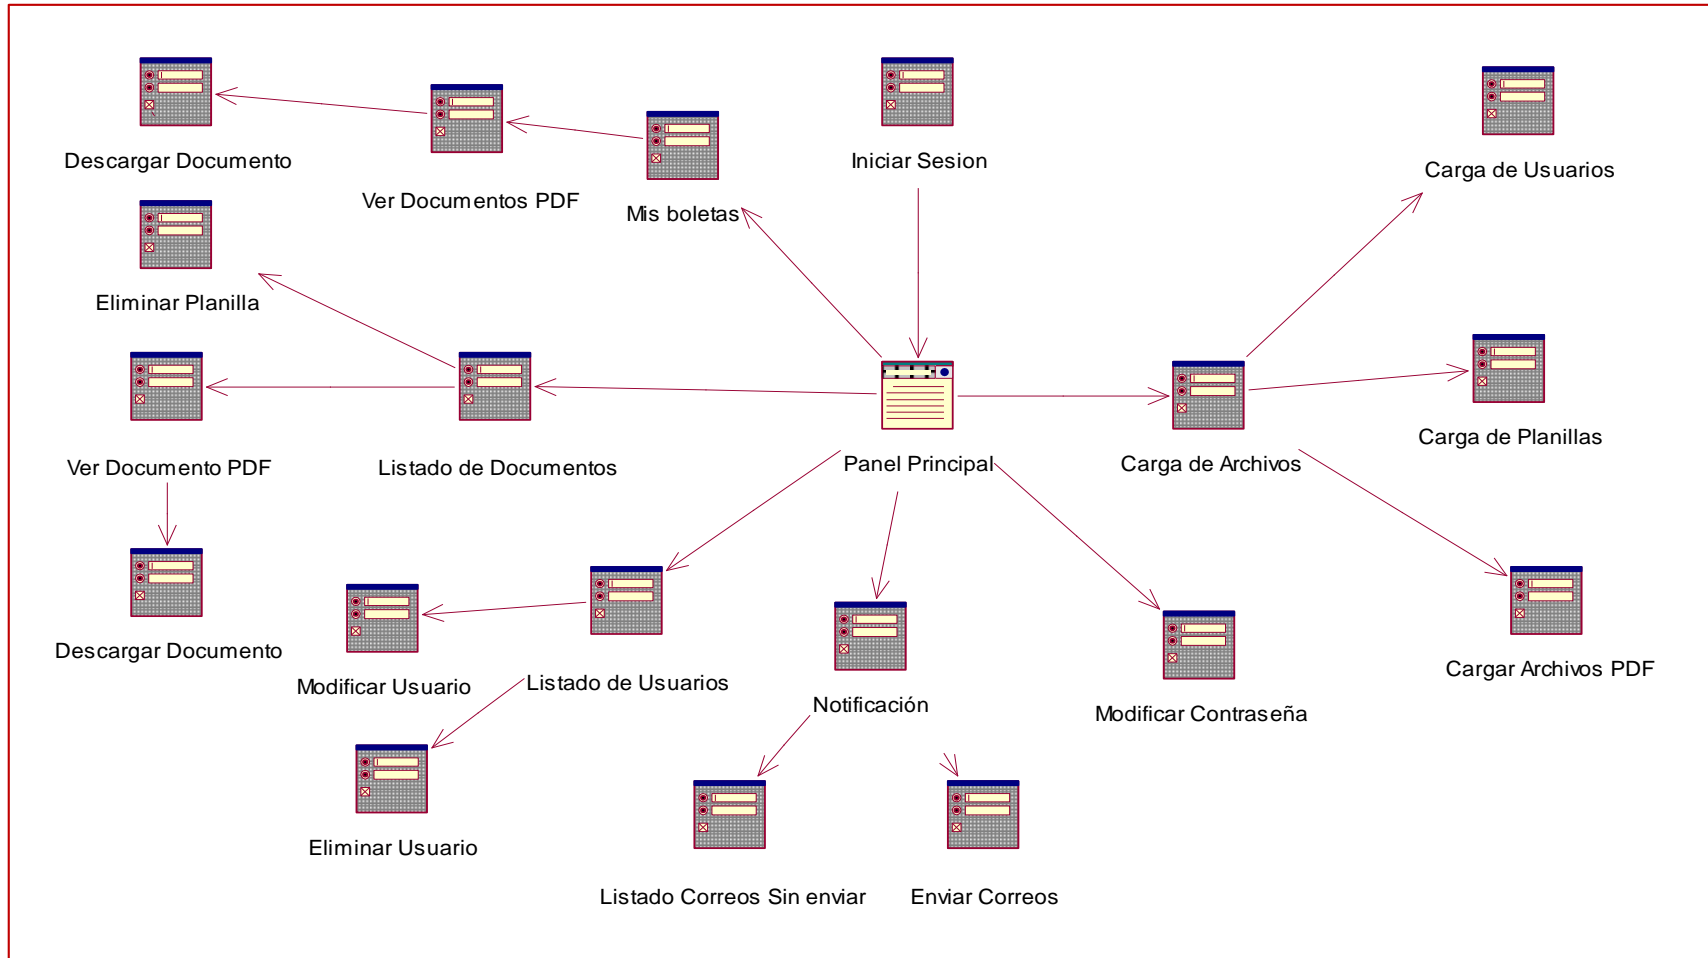 Descargar Documento
Ver Documentos PDF
Mis boletas
Iniciar Sesion
Carga de Usuarios
Eliminar Planilla
Ver Documento PDF
Listado de Documentos
Panel Principal
Carga de Archivos
Carga de Planillas
Descargar Documento
Modificar Usuario
Listado de Usuarios
Notificación
Modificar Contraseña
Cargar Archivos PDF
Eliminar Usuario
Listado Correos Sin enviar
Enviar Correos